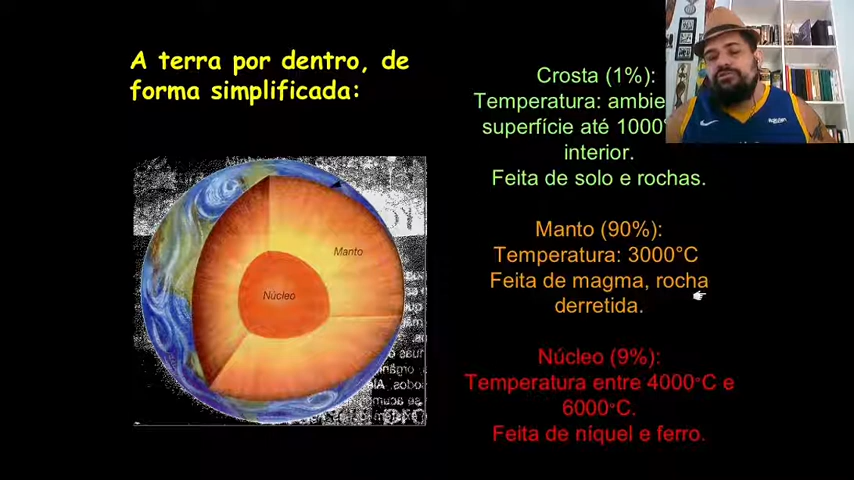 A terra por dentro, de
forma simplificada:
Crosta (1%):
Temperatura: ambie
superfície até 1000°
interior.
Feita de solo e rochas.
Manto (90%):
Temperatura: 3000°C
Feita de magma, rocha
derretida.
Núcleo (9%):
Temperatura entre 4000°C e
6000°C.
Feita de níquel e ferro.
Manto
Núcleo